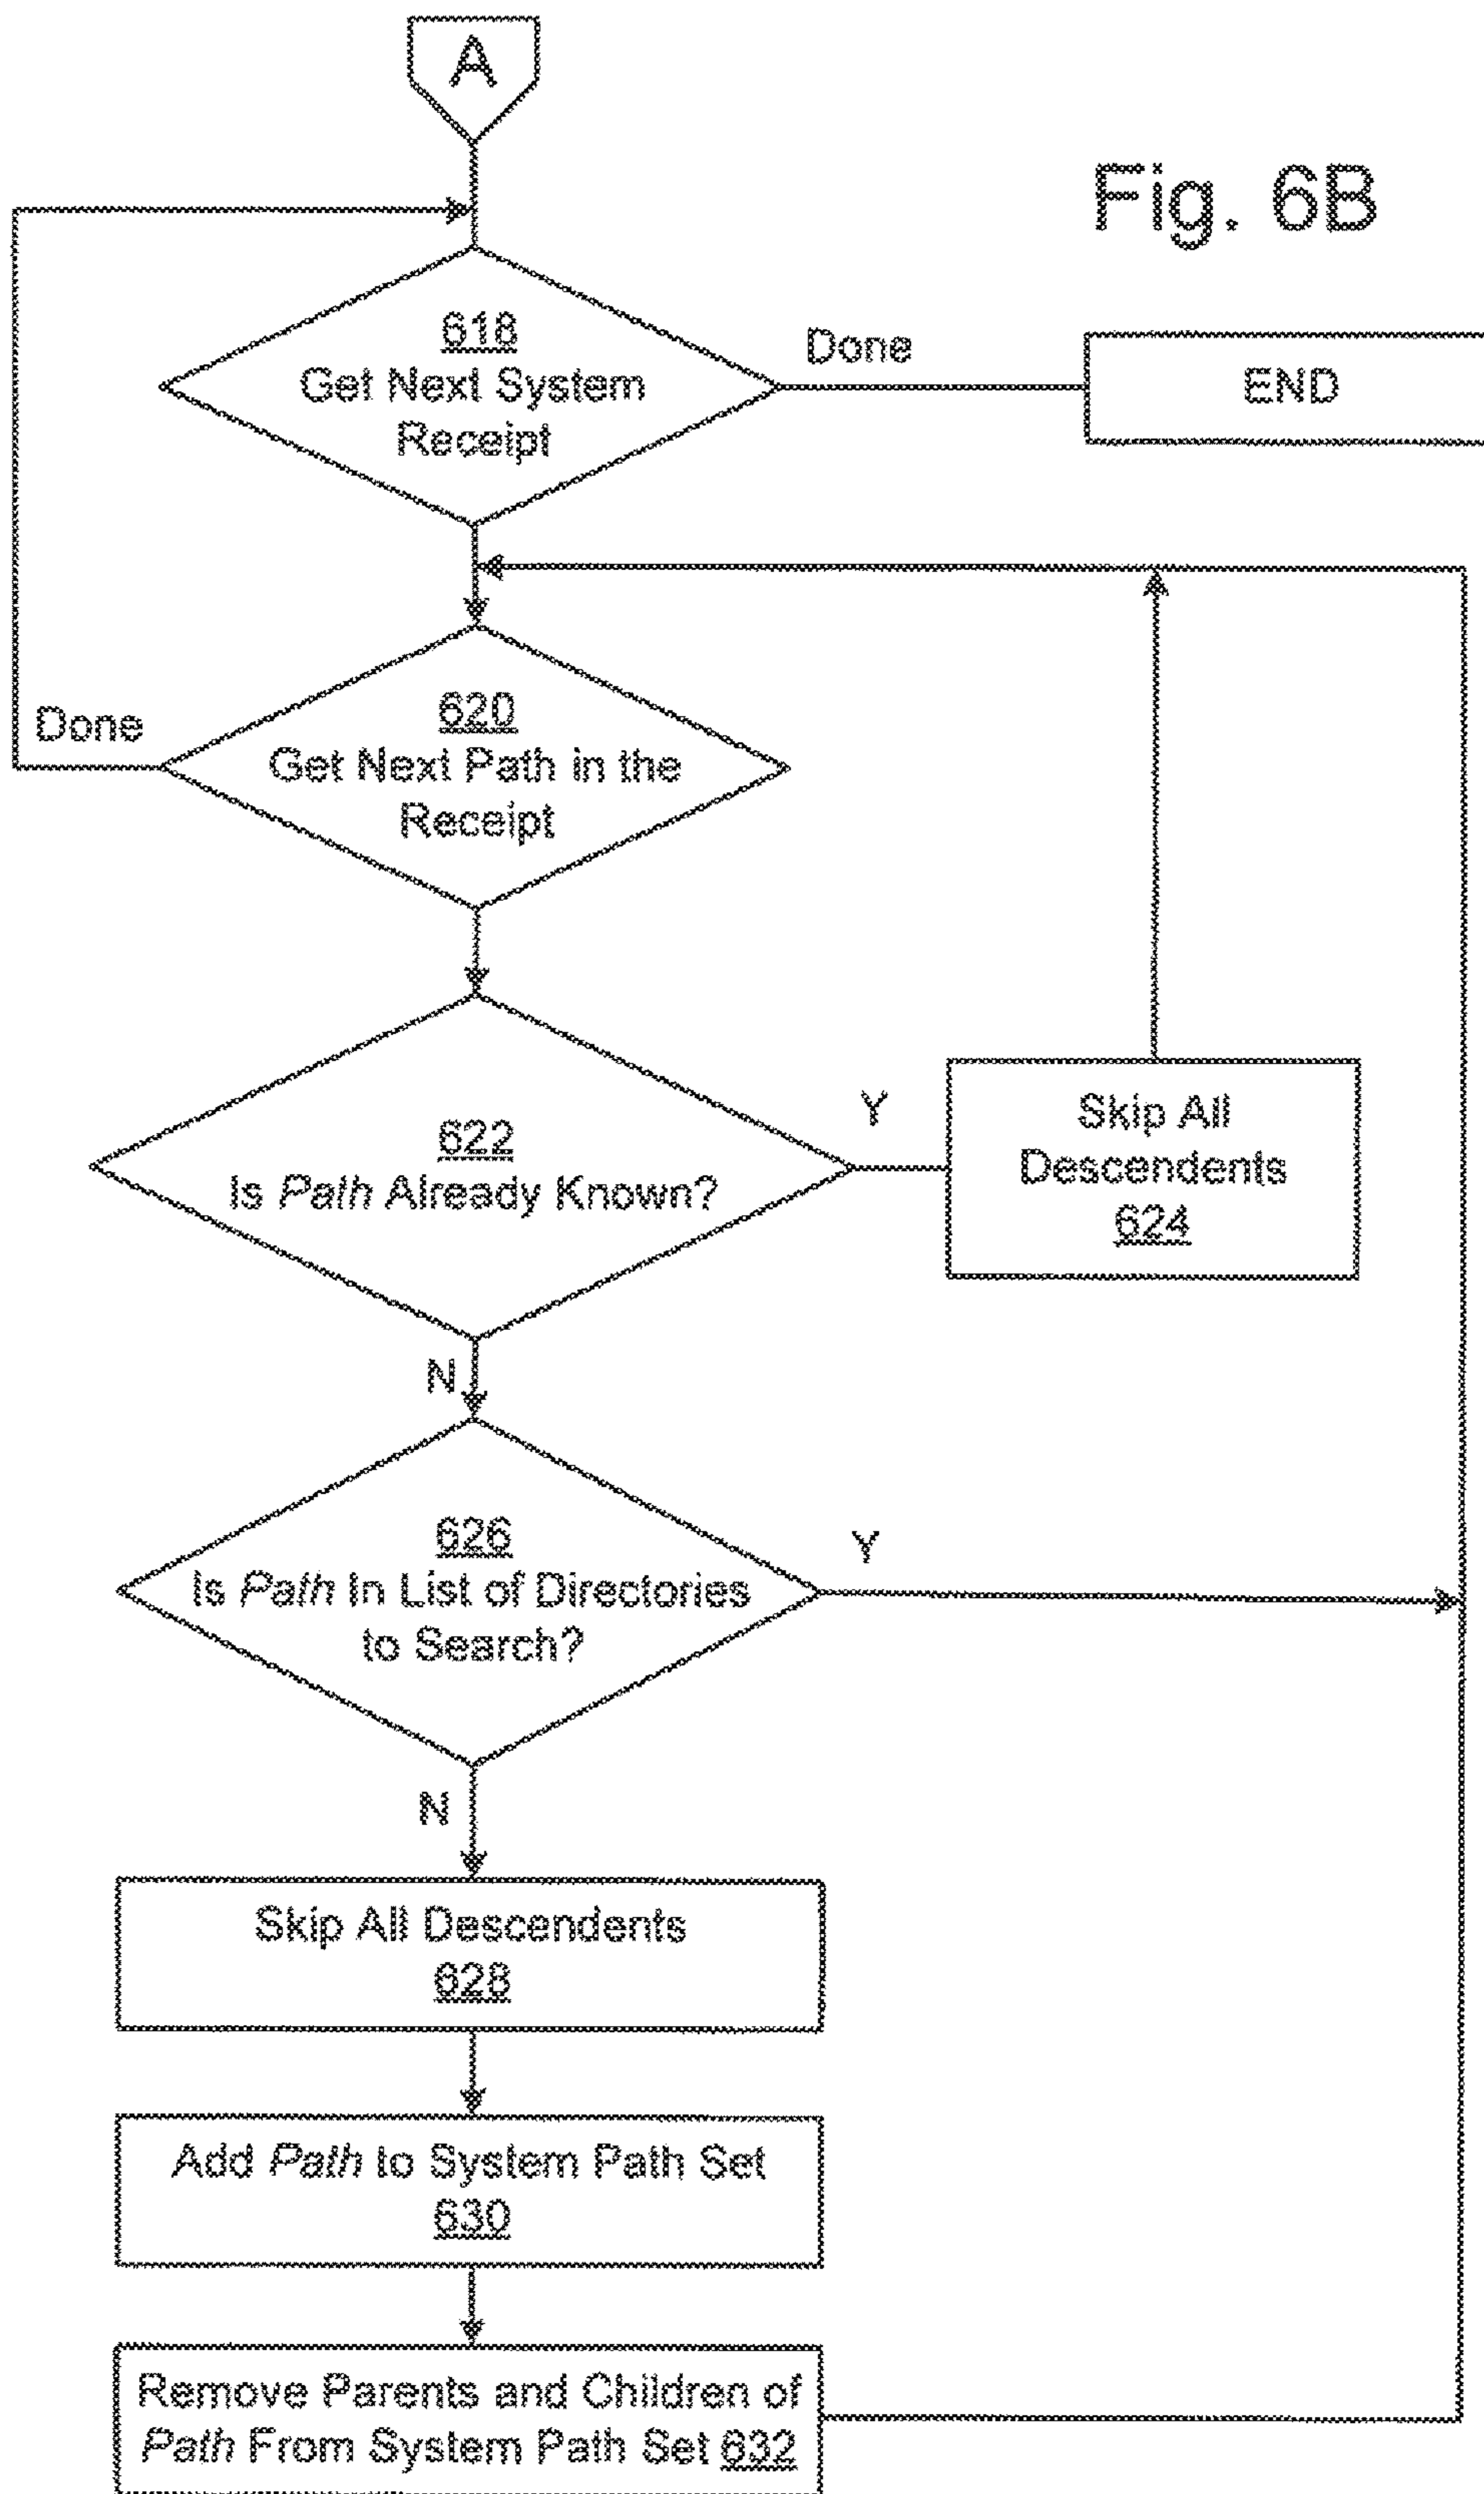 A
Fig. 6B
618
Get Next System
Receipt
Done
END
620
Get Next Path in the
Receipt
Done
622
Is Path Already Known?
Y
Skip All
Descendents
624
N
626
Is Path In List of Directories
to Search?
Y
N
Skip All Descendents
628
Add Path to System Path Set
630
Remove Parents and Children of
Path From System Path Set 632